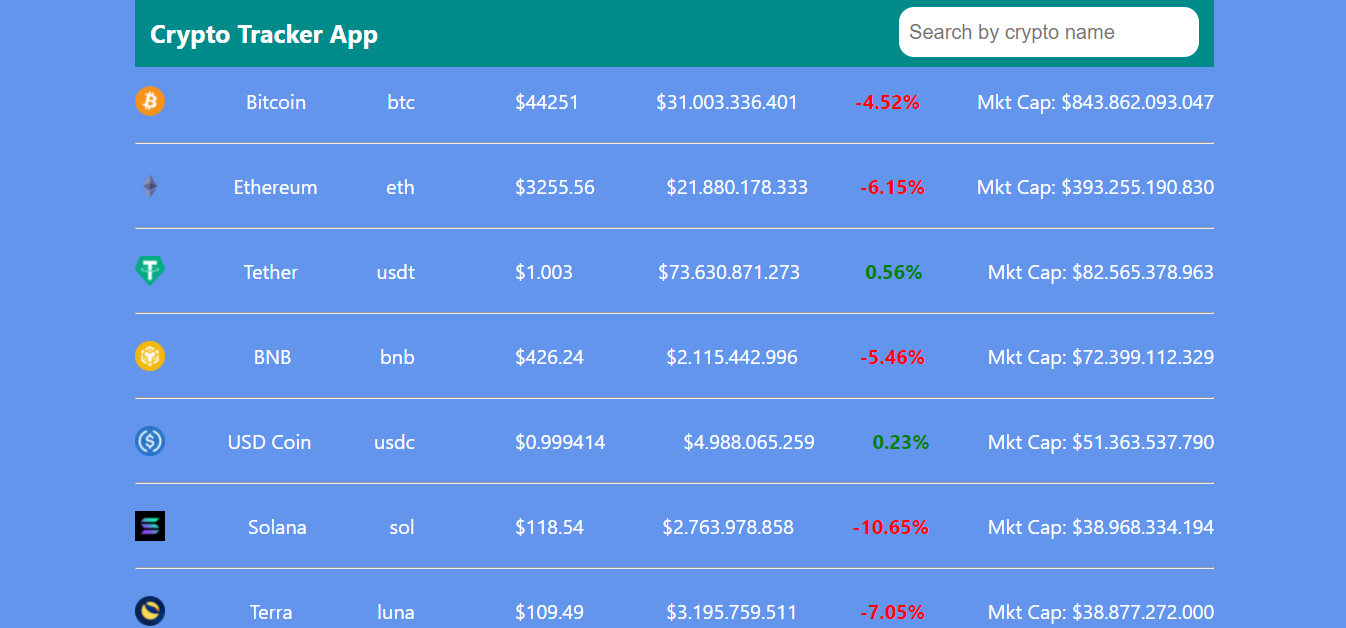 Crypto Tracker App Search by crypto name
Bitcoin btc $44251 $31.003.336.401 -4.52% Mkt Cap: $843.862.093.047
Ethereum eth $3255.56 $21.880.178.333 -6.15% Mkt Cap: $393.255.190.830
Tether usdt $1.003 $73.630.871.273 0.56% Mkt Cap: $82.565.378.963
BNB bnb $426.24 $2.115.442.996 -5.46% Mkt Cap: $72.399.112.329
USD Coin usdc $0.999414 $4.988.065.259 0.23% Mkt Cap: $51.363.537.790
Solana sol $118.54 $2.763.978.858 -10.65% Mkt Cap: $38.968.334.194
Terra luna $109.49 $3.195.759.511 -7.05% Mkt Cap: $38.877.272.000